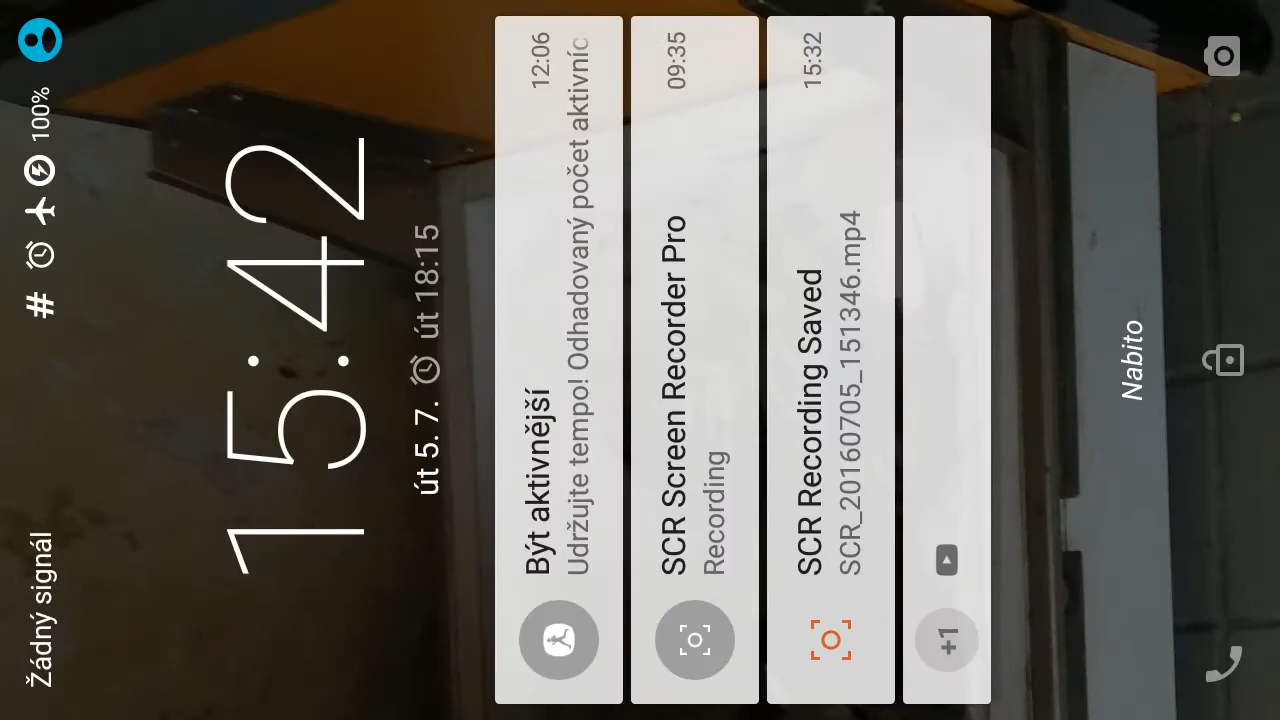 Žádný signál
# 100%
15:42
út 5. 7. út 18:15
Být aktivnější 12:06
Udržujte tempo! Odhadovaný počet aktivníc
SCR Screen Recorder Pro 09:35
Recording
SCR Recording Saved 15:32
SCR_20160705_151346.mp4
+1
Nabito